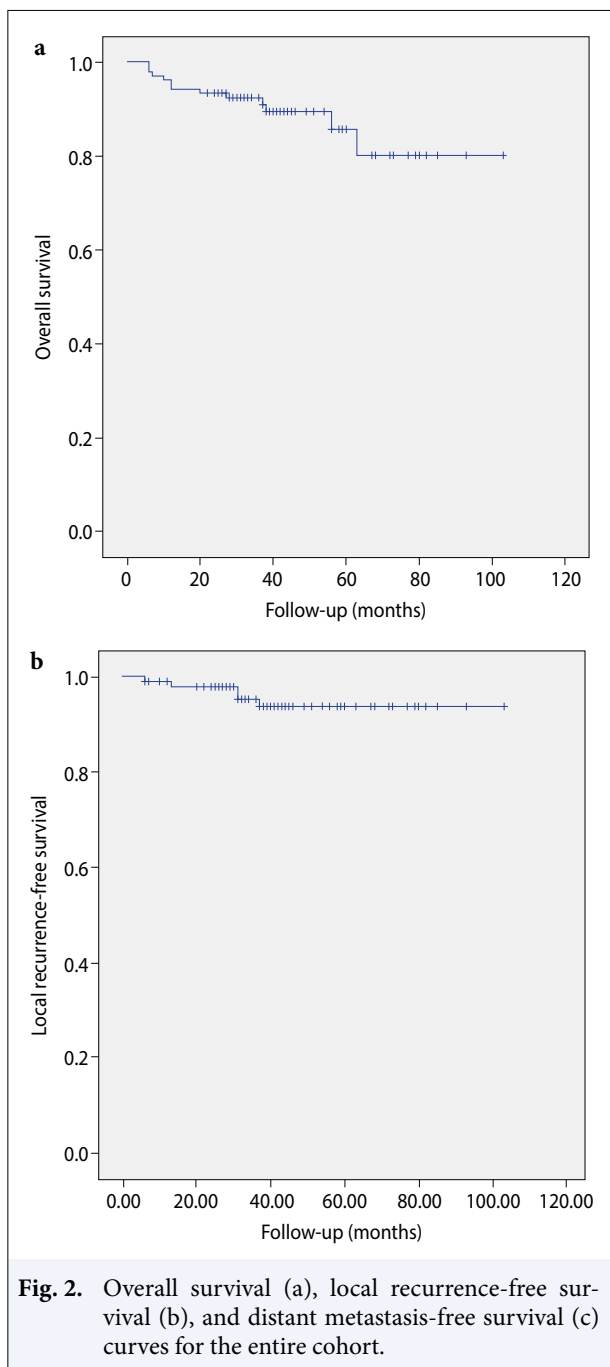 a
1.0
0.8
0.6
0.4
0.2
0.0
Overall survival
0 20 40 60 80 100 120
Follow-up (months)
b
1.0
0.8
0.6
0.4
0.2
0.0
Local recurrence-free survival
0.00 20.00 40.00 60.00 80.00 100.00 120.00
Follow-up (months)
Fig. 2. Overall survival (a), local recurrence-free sur-
vival (b), and distant metastasis-free survival (c)
curves for the entire cohort.